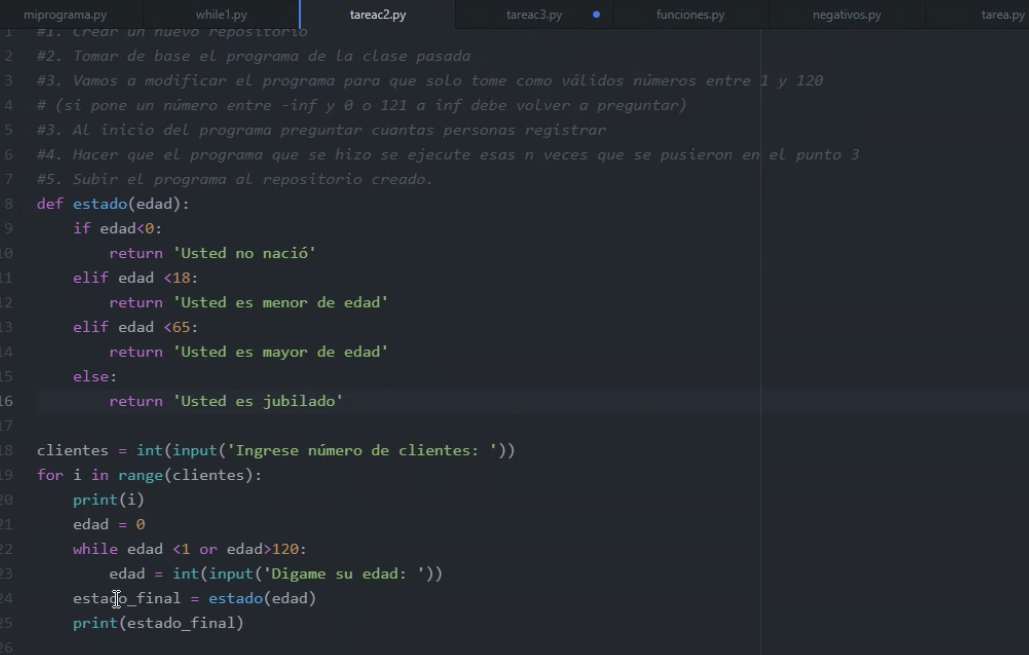 miprograma.py while1.py tareac2.py tareac3.py funciones.py negativos.py tarea.py
1 #1. Crear un nuevo repositorio
2 #2. Tomar de base el programa de la clase pasada
3 #3. Vamos a modificar el programa para que solo tome como válidos números entre 1 y 120
4 # (si pone un número entre -inf y 0 o 121 a inf debe volver a preguntar)
5 #3. Al inicio del programa preguntar cuantas personas registrar
6 #4. Hacer que el programa que se hizo se ejecute esas n veces que se pusieron en el punto 3
7 #5. Subir el programa al repositorio creado.
8 def estado(edad):
9 if edad<0:
10 return 'Usted no nació'
11 elif edad <18:
12 return 'Usted es menor de edad'
13 elif edad <65:
14 return 'Usted es mayor de edad'
15 else:
16 return 'Usted es jubilado'
17
18 clientes = int(input('Ingrese número de clientes: '))
19 for i in range(clientes):
20 print(i)
21 edad = 0
22 while edad <1 or edad>120:
23 edad = int(input('Digame su edad: '))
24 estado_final = estado(edad)
25 print(estado_final)
26